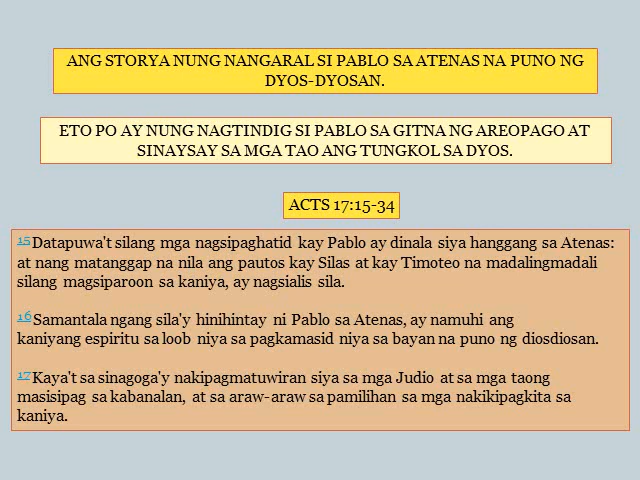 ANG STORYA NUNG NANGARAL SI PABLO SA ATENAS NA PUNO NG
DYOS-DYOSAN.
ETO PO AY NUNG NAGTINDIG SI PABLO SA GITNA NG AREOPAGO AT
SINAYSAY SA MGA TAO ANG TUNGKOL SA DYOS.
ACTS 17:15-34
15 Datapuwa't silang mga nagsipaghatid kay Pablo ay dinala siya hanggang sa Atenas:
at nang matanggap na nila ang pautos kay Silas at kay Timoteo na madalingmadali
silang magsiparoon sa kaniya, ay nagsialis sila.
16 Samantala ngang sila'y hinihintay ni Pablo sa Atenas, ay namuhi ang
kaniyang espiritu sa loob niya sa pagkamasid niya sa bayan na puno ng diosdiosan.
17 Kaya't sa sinagoga'y nakipagmatuwiran siya sa mga Judio at sa mga taong
masisipag sa kabanalan, at sa araw-araw sa pamilihan sa mga nakikipagkita sa
kaniya.